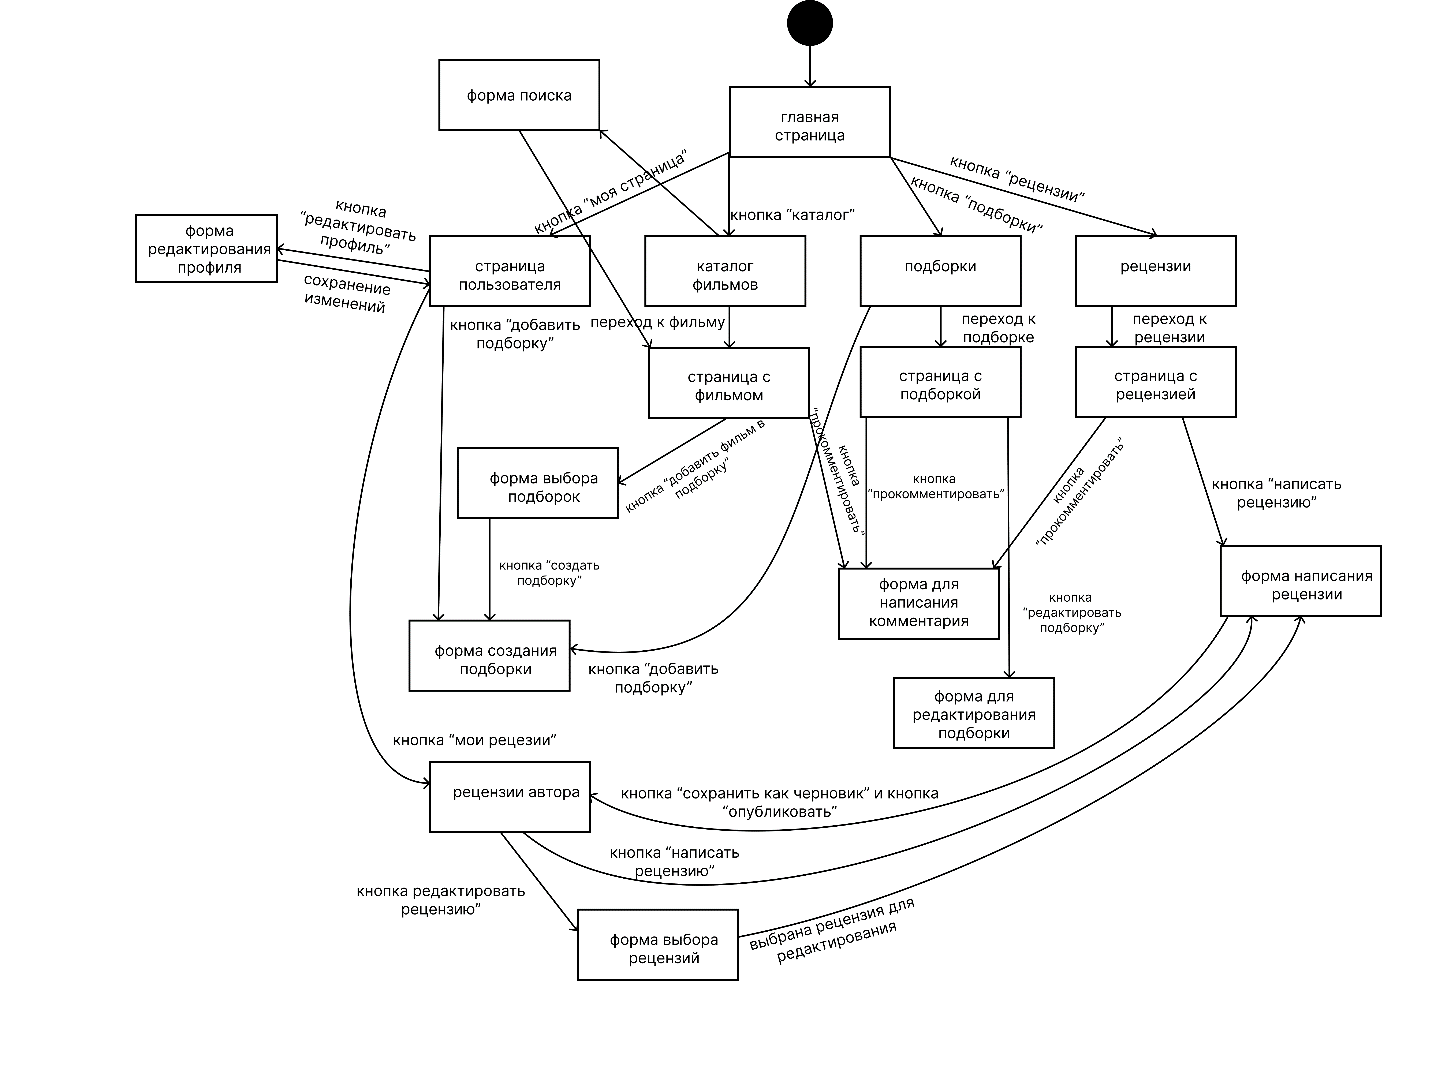 форма поиска
главная
страница
кнопка “моя страница”
кнопка “рецензии”
кнопка “подборки”
кнопка “каталог”
кнопка
“редактировать
профиль”
форма
редактирования
профиля
сохранение
изменений
страница
пользователя
каталог
фильмов
подборки
рецензии
кнопка “добавить
подборку”
переход к фильму
переход к
подборке
переход к
рецензии
страница с
фильмом
страница с
подборкой
страница с
рецензией
кнопка “добавить фильм в
подборку”
кнопка
“прокомментировать”
кнопка
“прокомментировать”
кнопка
“прокомментировать”
кнопка “написать
рецензию”
форма выбора
подборок
кнопка “создать
подборку”
форма для
написания
комментария
форма написания
рецензии
кнопка
“редактировать
подборку”
форма создания
подборки
кнопка “добавить
подборку”
форма для
редактирования
подборки
кнопка “мои рецезии”
рецензии автора
кнопка “сохранить как черновик” и кнопка
“опубликовать”
кнопка “написать
рецензию”
кнопка редактировать
рецензию”
форма выбора
рецензий
выбрана рецензия для
редактирования